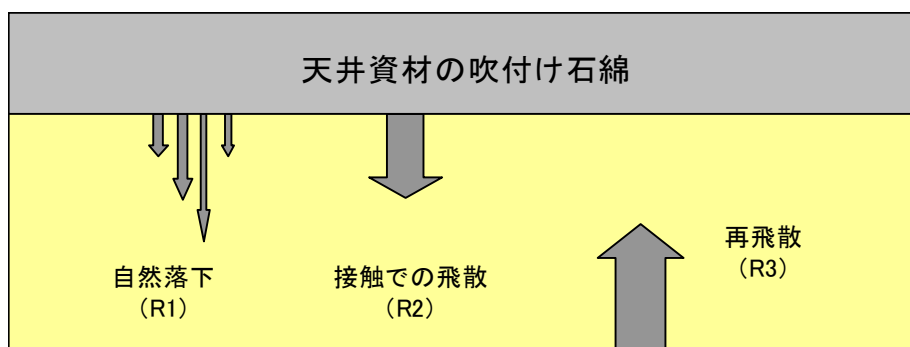 天井資材の吹付け石綿
自然落下
（R1）
接触での飛散
（R2）
再飛散
（R3）